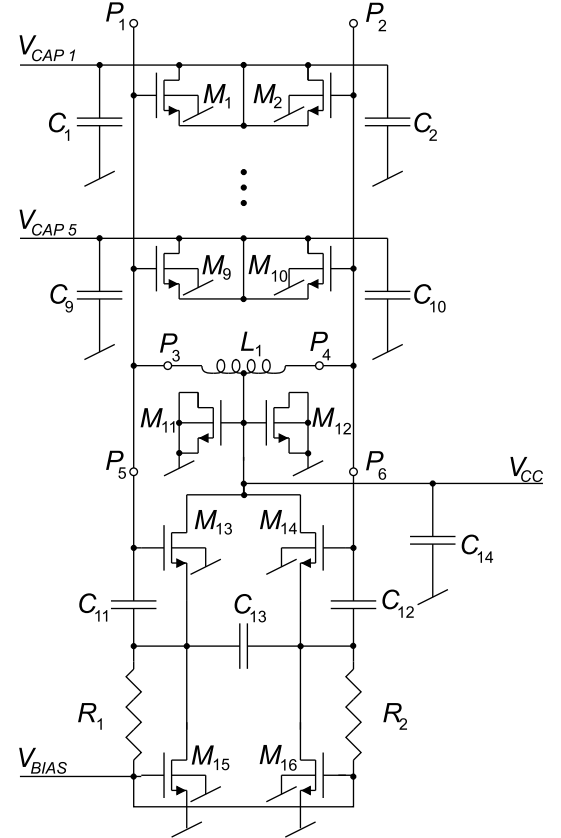 P1 P2
VCAP 1
M1 M2
C1 C2
VCAP 5
M9 M10
C9 C10
P3 L1 P4
M11 M12
P5 P6
VCC
M13 M14
C14
C11 C13 C12
R1 R2
M15 M16
VBIAS